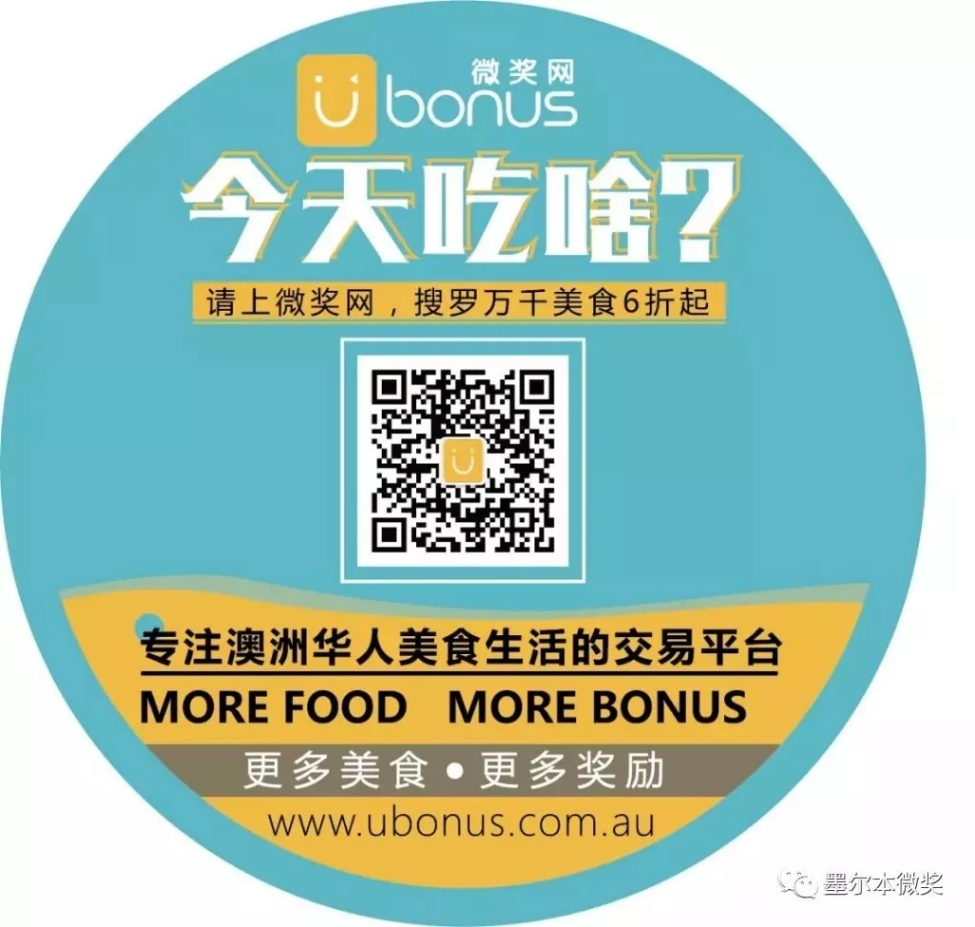 微奖网
Ubonus
今天吃啥?
请上微奖网，搜罗万千美食6折起
专注澳洲华人美食生活的交易平台
MORE FOOD MORE BONUS
更多美食•更多奖励
www.ubonus.com.au
墨尔本微奖